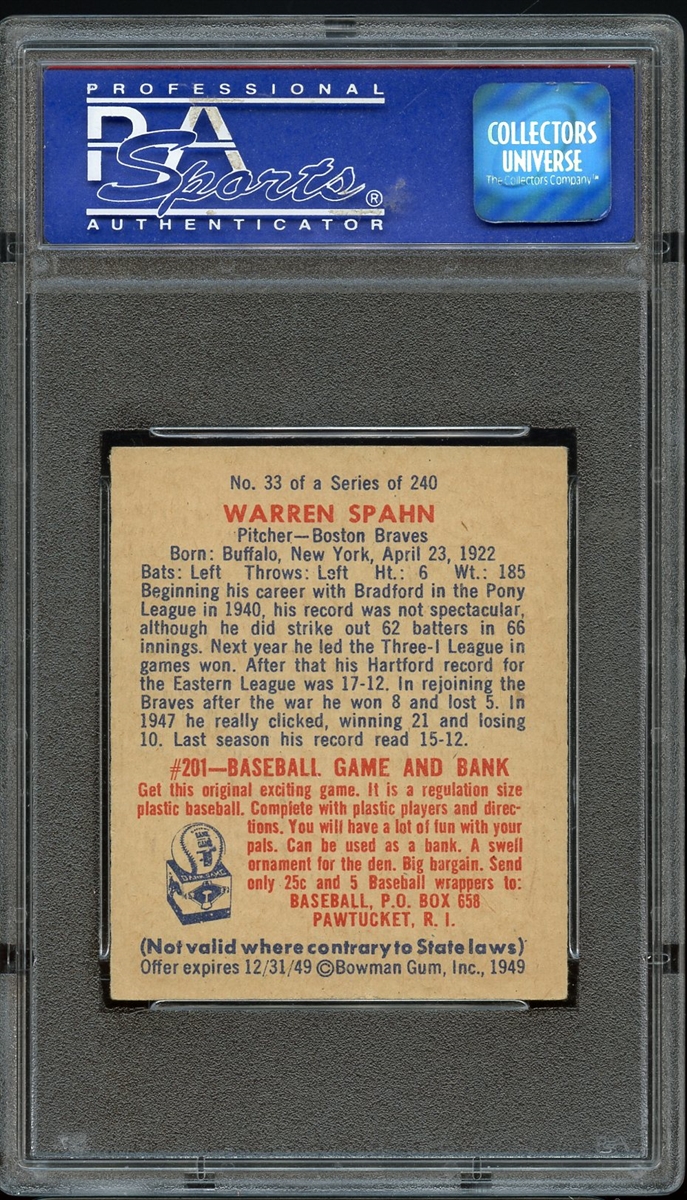 PROFESSIONAL
PSA
Sports®
AUTHENTICATOR
COLLECTORS
UNIVERSE
The Collectors Company™
No. 33 of a Series of 240
WARREN SPAHN
Pitcher—Boston Braves
Born: Buffalo, New York, April 23, 1922
Bats: Left Throws: Left Ht.: 6 Wt.: 185
Beginning his career with Bradford in the Pony
League in 1940, his record was not spectacular,
although he did strike out 62 batters in 66
innings. Next year he led the Three-I League in
games won. After that his Hartford record for
the Eastern League was 17-12. In rejoining the
Braves after the war he won 8 and lost 5. In
1947 he really clicked, winning 21 and losing
10. Last season his record read 15-12.
#201—BASEBALL GAME AND BANK
Get this original exciting game. It is a regulation size
plastic baseball. Complete with plastic players and direc-
tions. You will have a lot of fun with your
pals. Can be used as a bank. A swell
ornament for the den. Big bargain. Send
only 25c and 5 Baseball wrappers to:
BASEBALL, P.O. BOX 658
PAWTUCKET, R. I.
(Not valid where contrary to State laws)
Offer expires 12/31/49 ©Bowman Gum, Inc., 1949